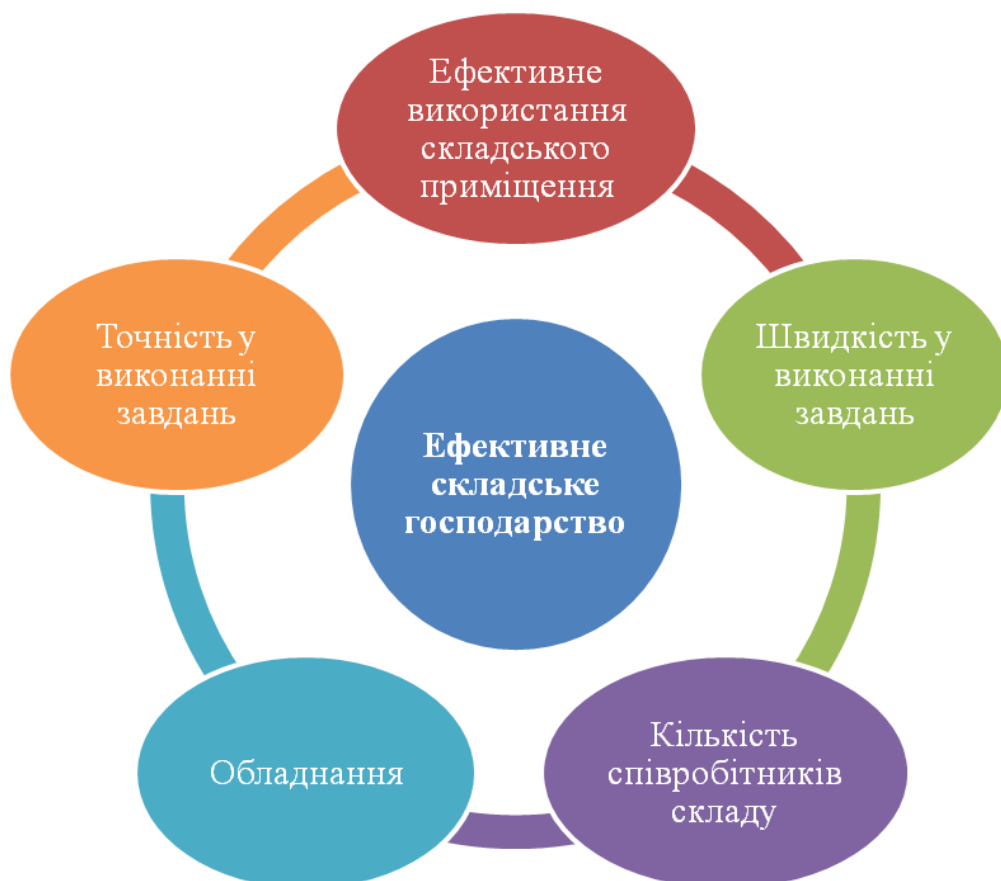 Ефективне
використання
складського
приміщення
Швидкість у
виконанні
завдань
Кількість
співробітників
складу
Обладнання
Точність у
виконанні
завдань
Ефективне
складське
господарство